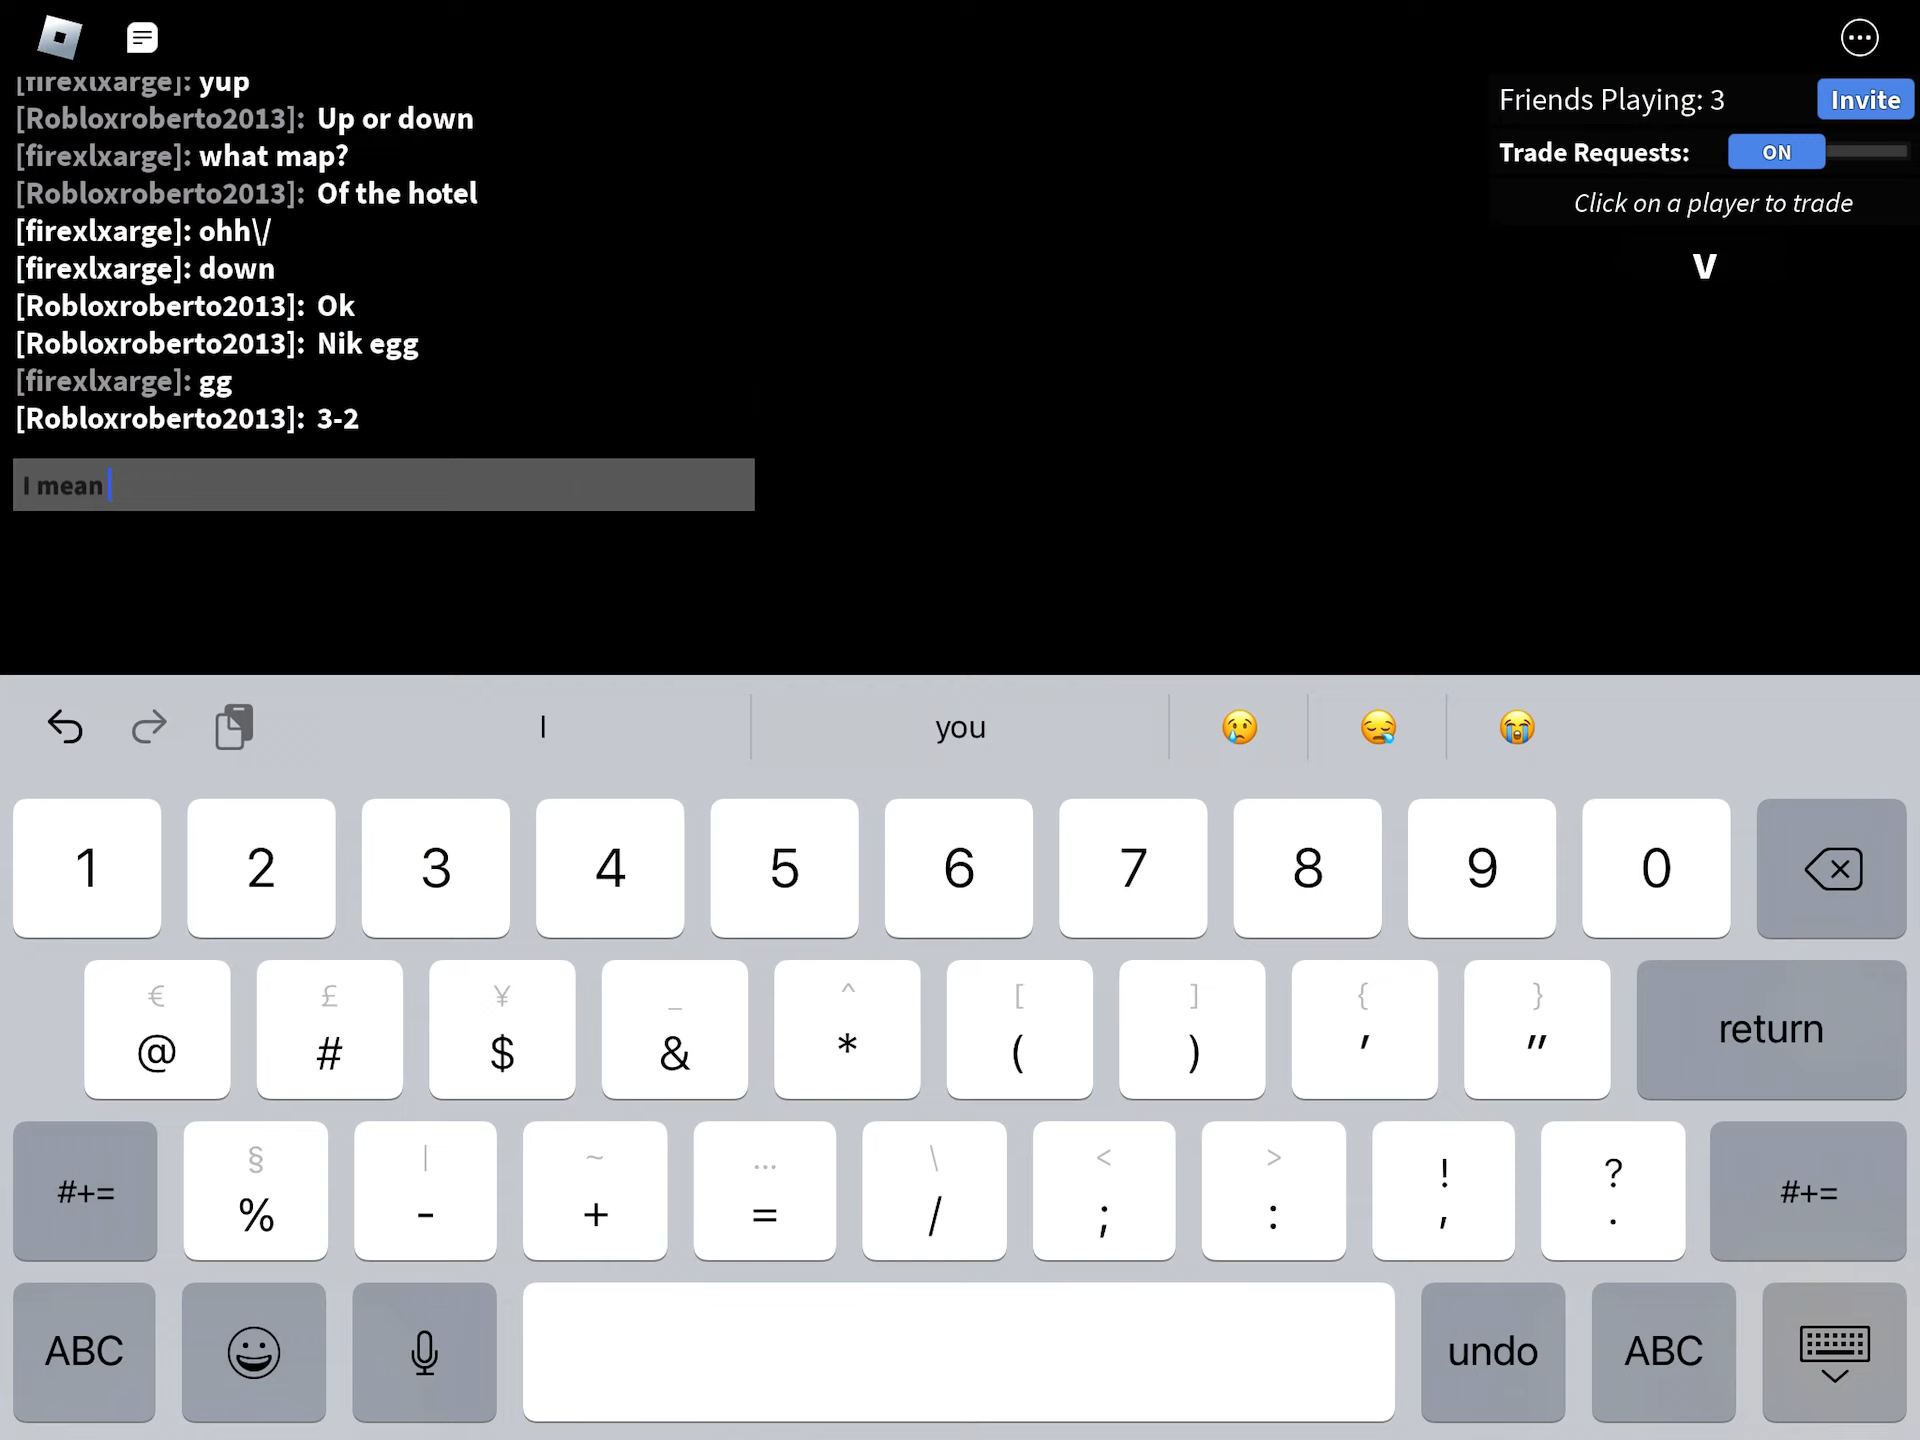 [firexlxarge]: yup
[Robloxroberto2013]: Up or down
[firexlxarge]: what map?
[Robloxroberto2013]: Of the hotel
[firexlxarge]: ohh\/
[firexlxarge]: down
[Robloxroberto2013]: Ok
[Robloxroberto2013]: Nik egg
[firexlxarge]: gg
[Robloxroberto2013]: 3-2
I mean
Friends Playing: 3 Invite
Trade Requests: ON
Click on a player to trade
V
I you 😢 😪 😭
1 2 3 4 5 6 7 8 9 0
€ £ ¥ _ ^ [ ] { }
@ # $ & * ( ) ' " return
§ | ~ … \ < > ! ?
#+= % - + = / ; : , . #+=
ABC undo ABC